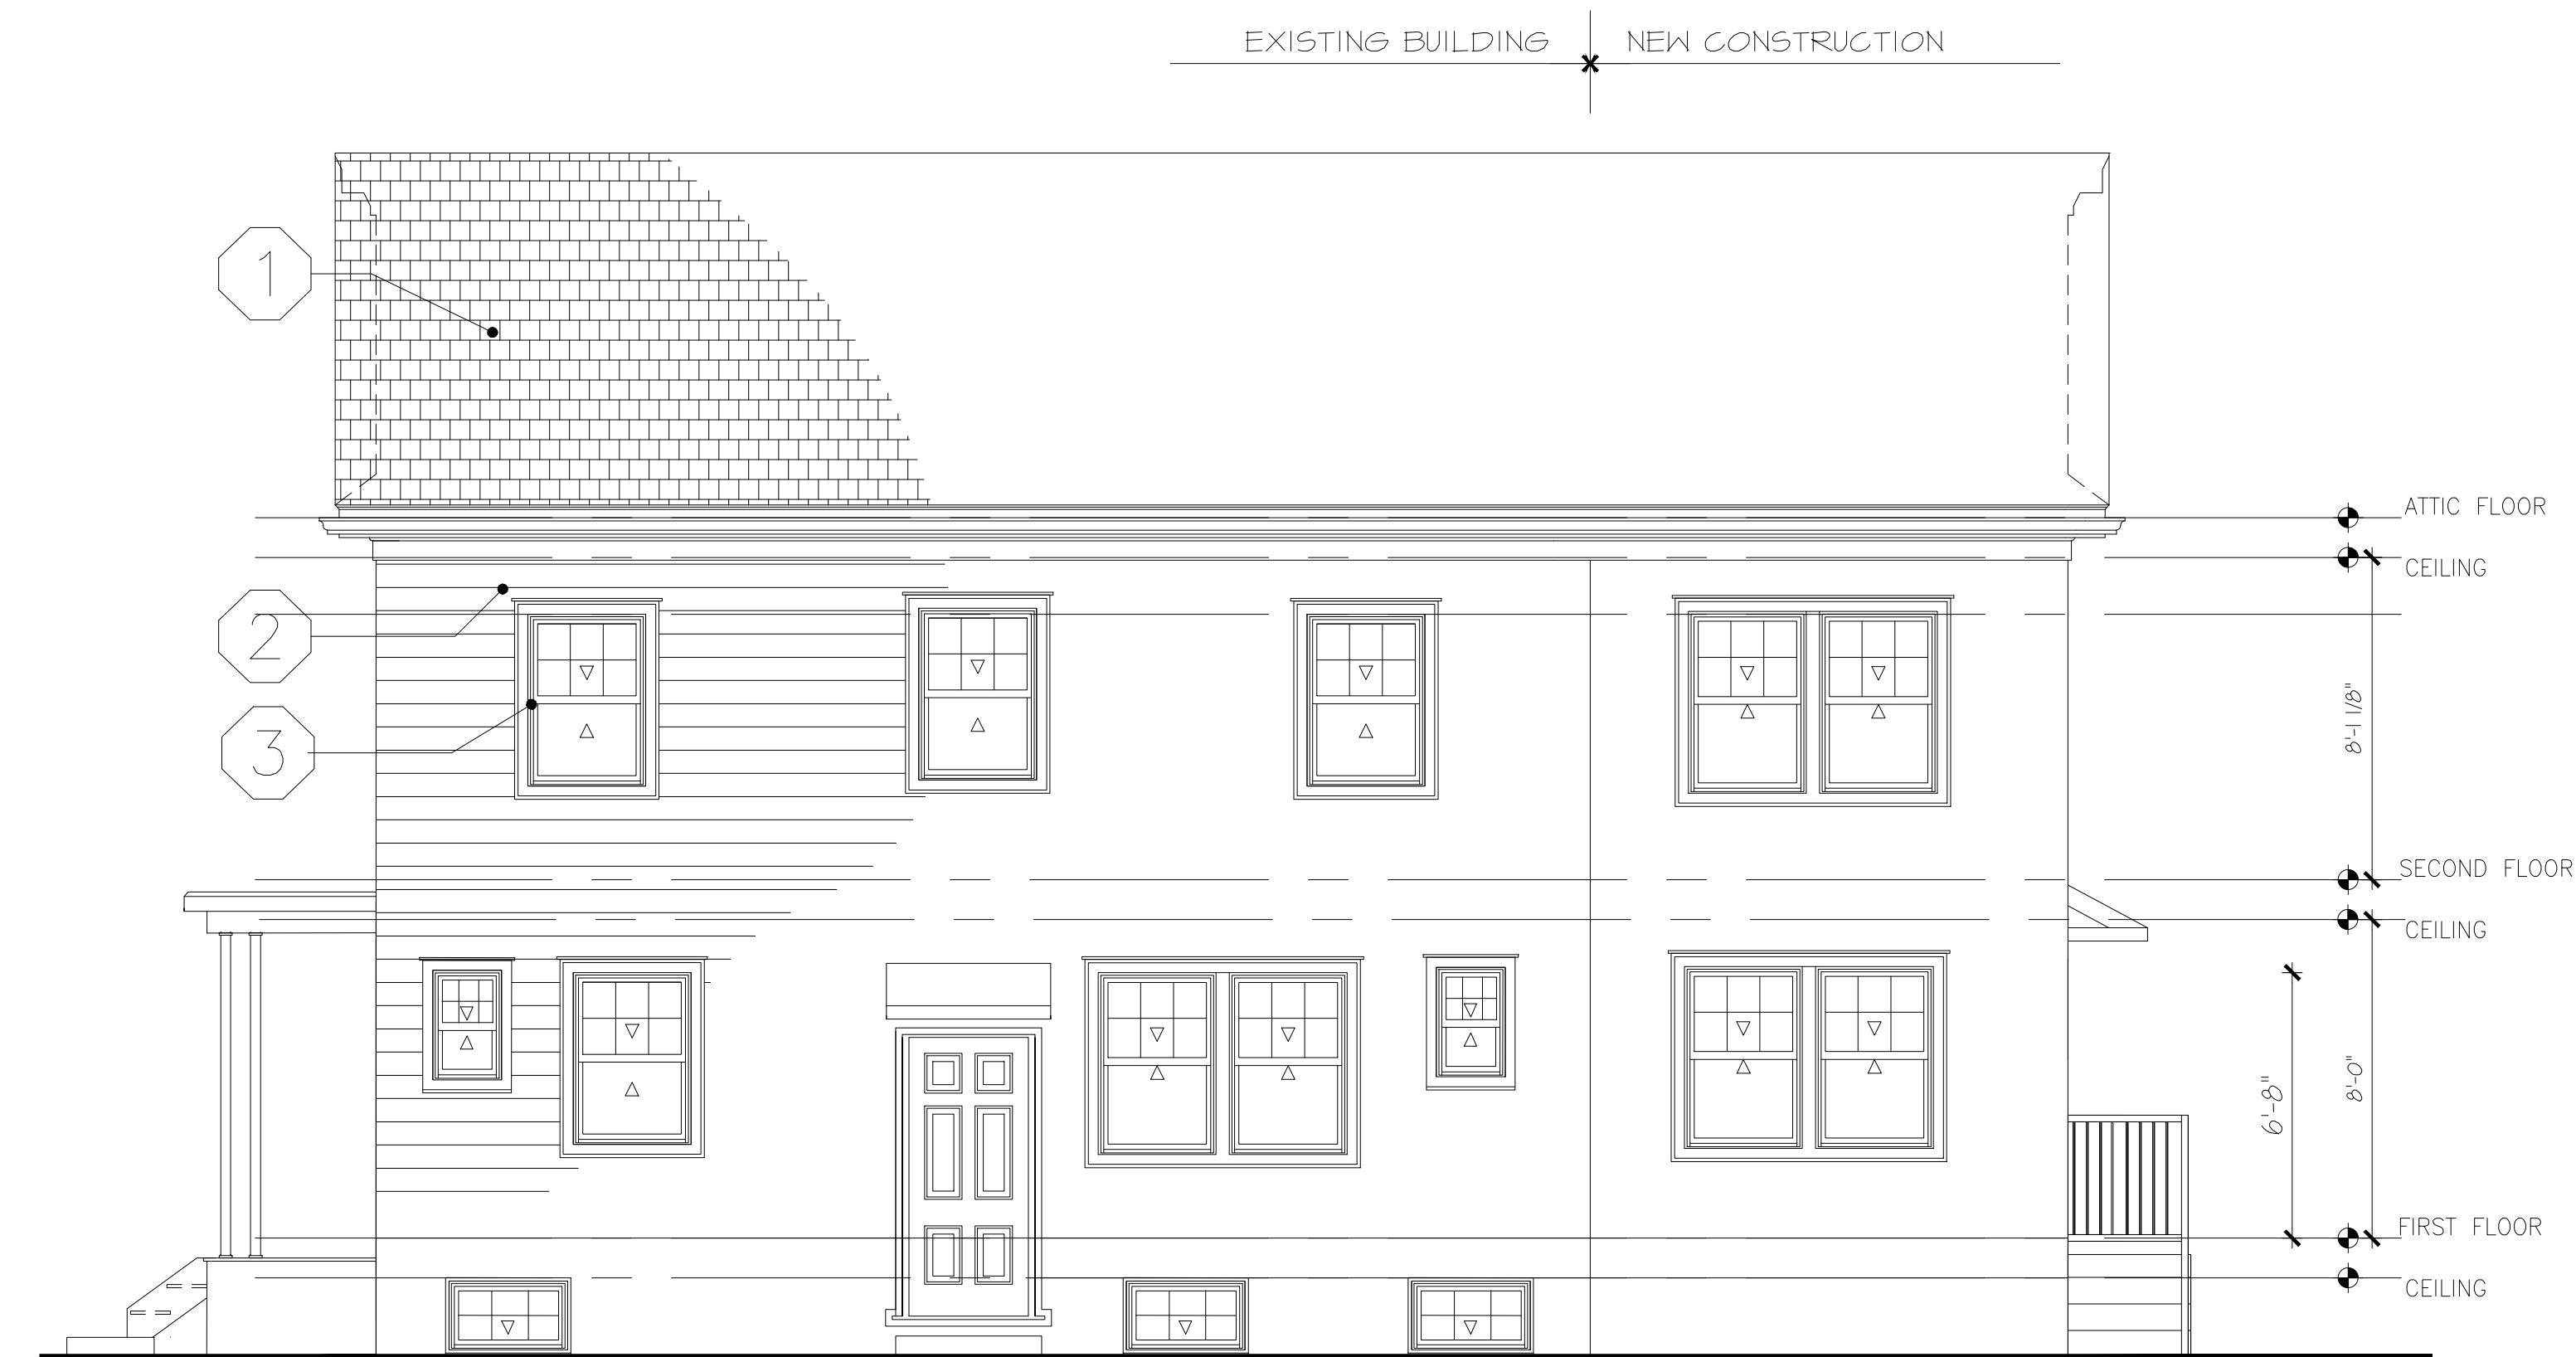 EXISTING BUILDING
NEW CONSTRUCTION
1
ATTIC FLOOR
CEILING
2
3
8'-1 1/8"
SECOND FLOOR
CEILING
6'-8"
8'-0"
FIRST FLOOR
CEILING